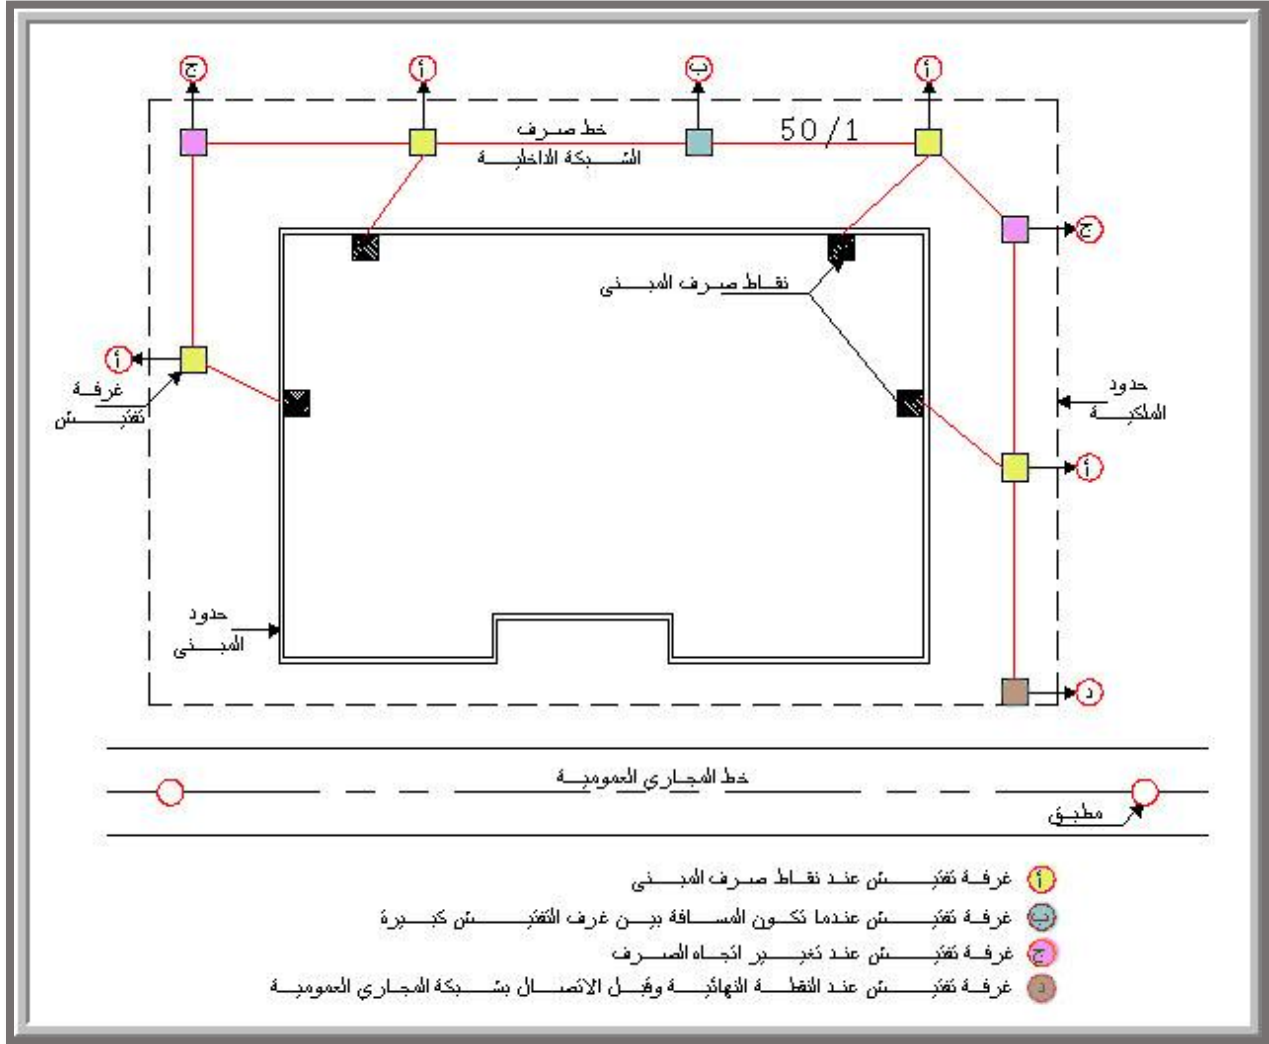 ج
أ
ب
أ
خط صرف
الشبكة الداخلية
50/1
ج
نقاط صرف المبنى
أ
غرفة
تفتيش
حدود
الملكية
أ
حدود
المبنى
د
خط المجاري العمومية
مطبق
أ غرفة تفتيش عند نقاط صرف المبنى
ب غرفة تفتيش عندما تكون المسافة بين غرف التفتيش كبيرة
ج غرفة تفتيش عند تغيير اتجاه الصرف
د غرفة تفتيش عند النقطة النهائية وقبل الاتصال بشبكة المجاري العمومية